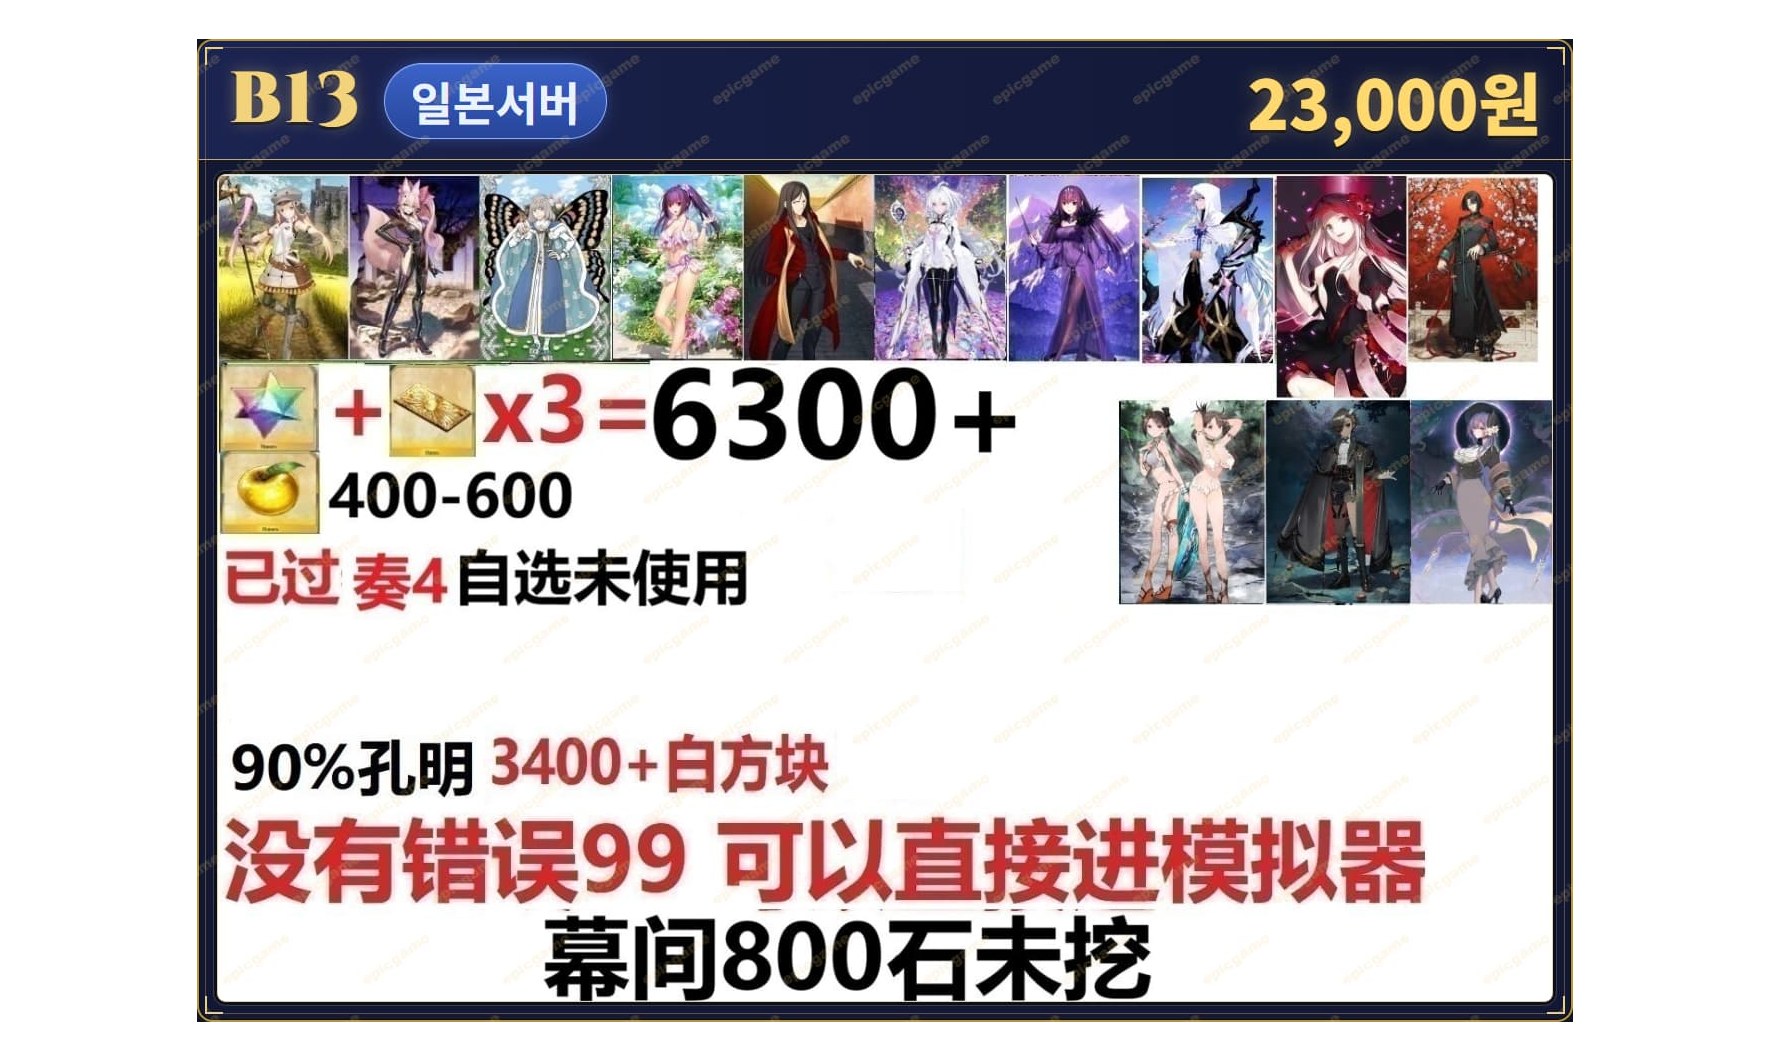 B13 일본서버 23,000원
+ x3=6300+
400-600
已过 奏4 自选未使用
90%孔明 3400+白方块
没有错误99 可以直接进模拟器
幕间800石未挖
epicgame